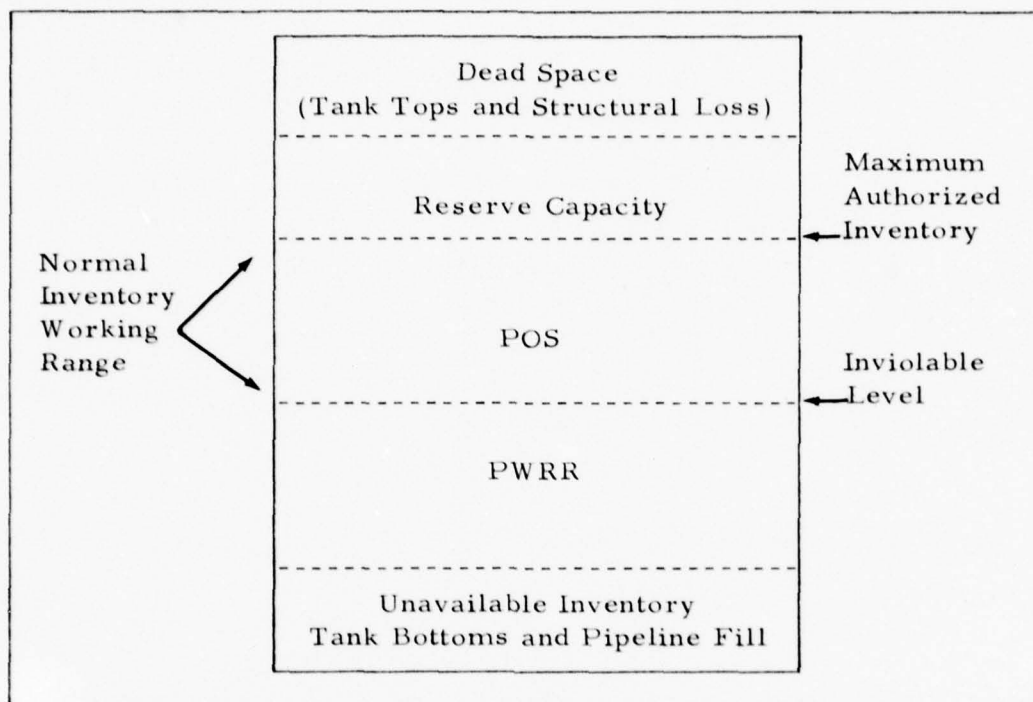 Dead Space
(Tank Tops and Structural Loss)
Reserve Capacity
Maximum
Authorized
Inventory
Normal
Inventory
Working
Range
POS
Inviolable
Level
PWRR
Unavailable Inventory
Tank Bottoms and Pipeline Fill